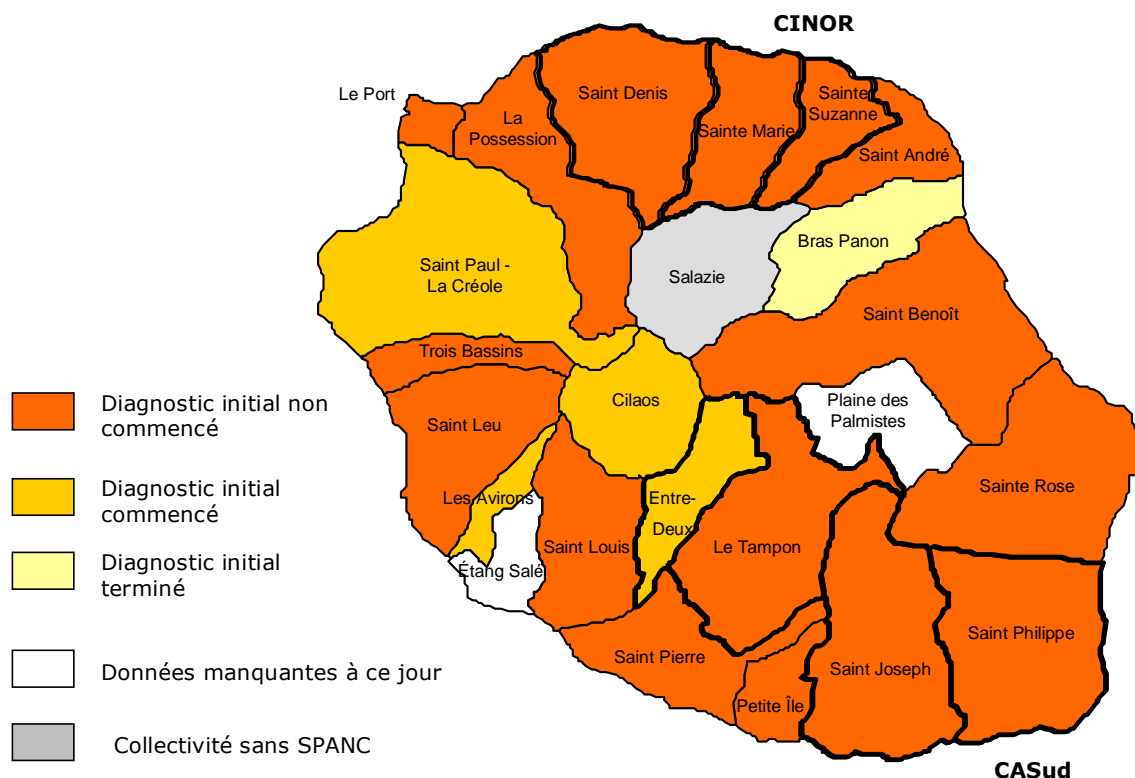 CINOR
Le Port
La
Possession
Saint Denis
Sainte Marie
Sainte
Suzanne
Saint André
Saint Paul -
La Créole
Salazie
Bras Panon
Saint Benoît
Trois Bassins
Cilaos
Plaine des
Palmistes
Saint Leu
Les Avirons
Entre-
Deux
Sainte Rose
Étang Salé
Saint Louis
Le Tampon
Saint Pierre
Saint Joseph
Saint Philippe
Petite Île
CASud
Diagnostic initial non
commencé
Diagnostic initial
commencé
Diagnostic initial
terminé
Données manquantes à ce jour
Collectivité sans SPANC